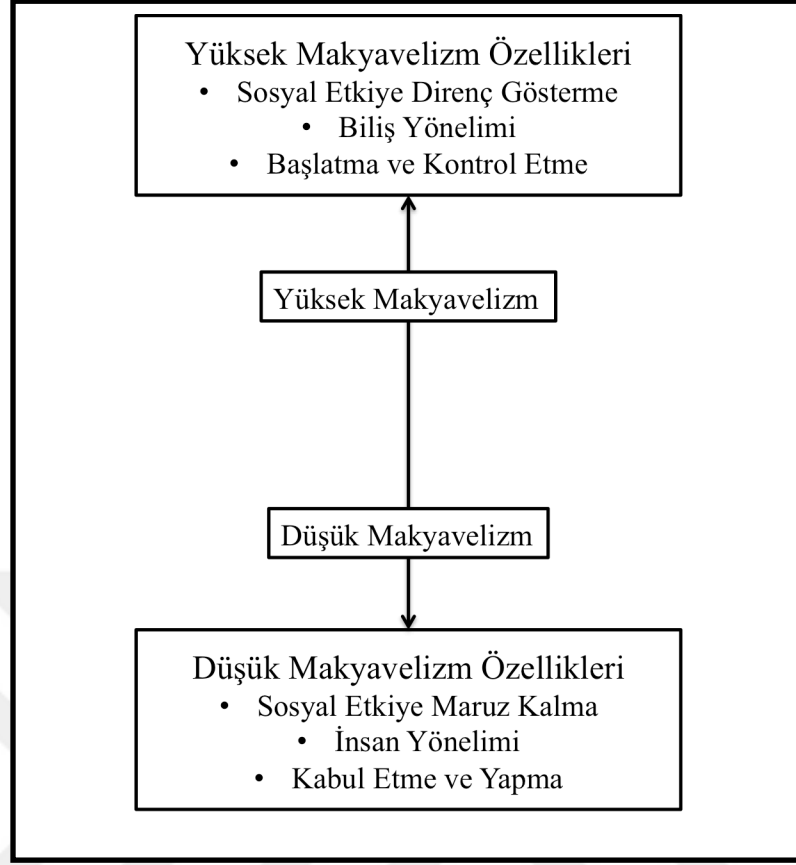 Yüksek Makyavelizm Özellikleri
• Sosyal Etkiye Direnç Gösterme
• Biliş Yönelimi
• Başlatma ve Kontrol Etme
Yüksek Makyavelizm
Düşük Makyavelizm
Düşük Makyavelizm Özellikleri
• Sosyal Etkiye Maruz Kalma
• İnsan Yönelimi
• Kabul Etme ve Yapma